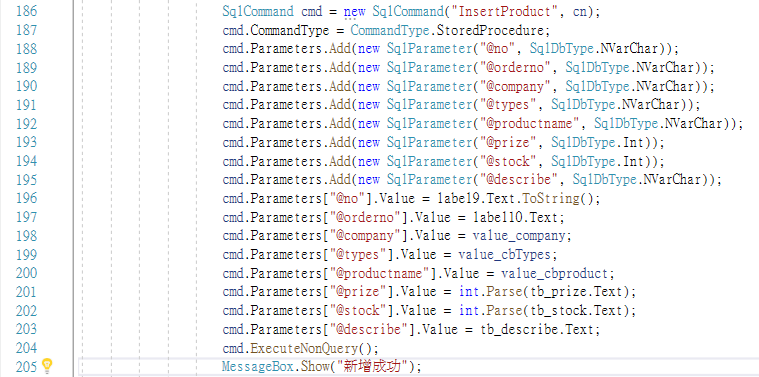 186 SqlCommand cmd = new SqlCommand("InsertProduct", cn);
187 cmd.CommandType = CommandType.StoredProcedure;
188 cmd.Parameters.Add(new SqlParameter("@no", SqlDbType.NVarChar));
189 cmd.Parameters.Add(new SqlParameter("@orderno", SqlDbType.NVarChar));
190 cmd.Parameters.Add(new SqlParameter("@company", SqlDbType.NVarChar));
191 cmd.Parameters.Add(new SqlParameter("@types", SqlDbType.NVarChar));
192 cmd.Parameters.Add(new SqlParameter("@productname", SqlDbType.NVarChar));
193 cmd.Parameters.Add(new SqlParameter("@prize", SqlDbType.Int));
194 cmd.Parameters.Add(new SqlParameter("@stock", SqlDbType.Int));
195 cmd.Parameters.Add(new SqlParameter("@describe", SqlDbType.NVarChar));
196 cmd.Parameters["@no"].Value = label9.Text.ToString();
197 cmd.Parameters["@orderno"].Value = label10.Text;
198 cmd.Parameters["@company"].Value = value_company;
199 cmd.Parameters["@types"].Value = value_cbTypes;
200 cmd.Parameters["@productname"].Value = value_cbproduct;
201 cmd.Parameters["@prize"].Value = int.Parse(tb_prize.Text);
202 cmd.Parameters["@stock"].Value = int.Parse(tb_stock.Text);
203 cmd.Parameters["@describe"].Value = tb_describe.Text;
204 cmd.ExecuteNonQuery();
205 MessageBox.Show("新增成功");